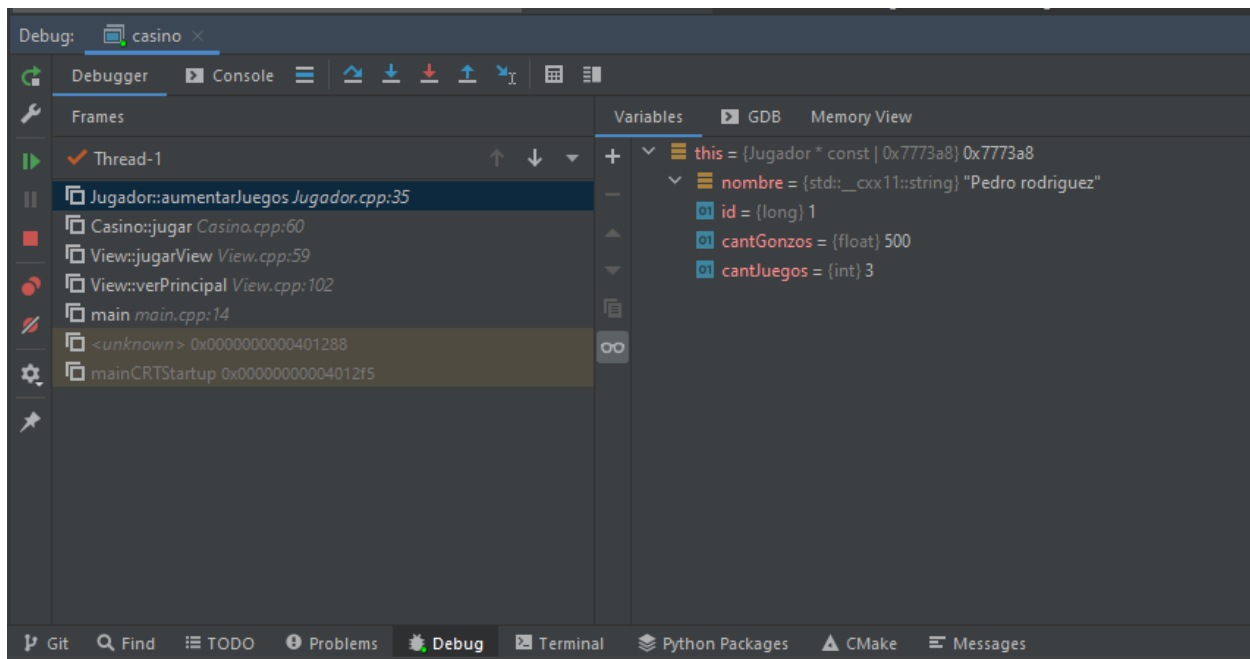 Debug: casino
Debugger Console
Frames
Thread-1
Jugador::aumentarJuegos Jugador.cpp:35
Casino::jugar Casino.cpp:60
View::jugarView View.cpp:59
View::verPrincipal View.cpp:102
main main.cpp:14
<unknown> 0x0000000000401288
mainCRTStartup 0x00000000004012f5
Variables GDB Memory View
this = {Jugador * const | 0x7773a8} 0x7773a8
nombre = {std::__cxx11::string} "Pedro rodriguez"
id = {long} 1
cantGonzos = {float} 500
cantJuegos = {int} 3
Git Find TODO Problems Debug Terminal Python Packages CMake Messages